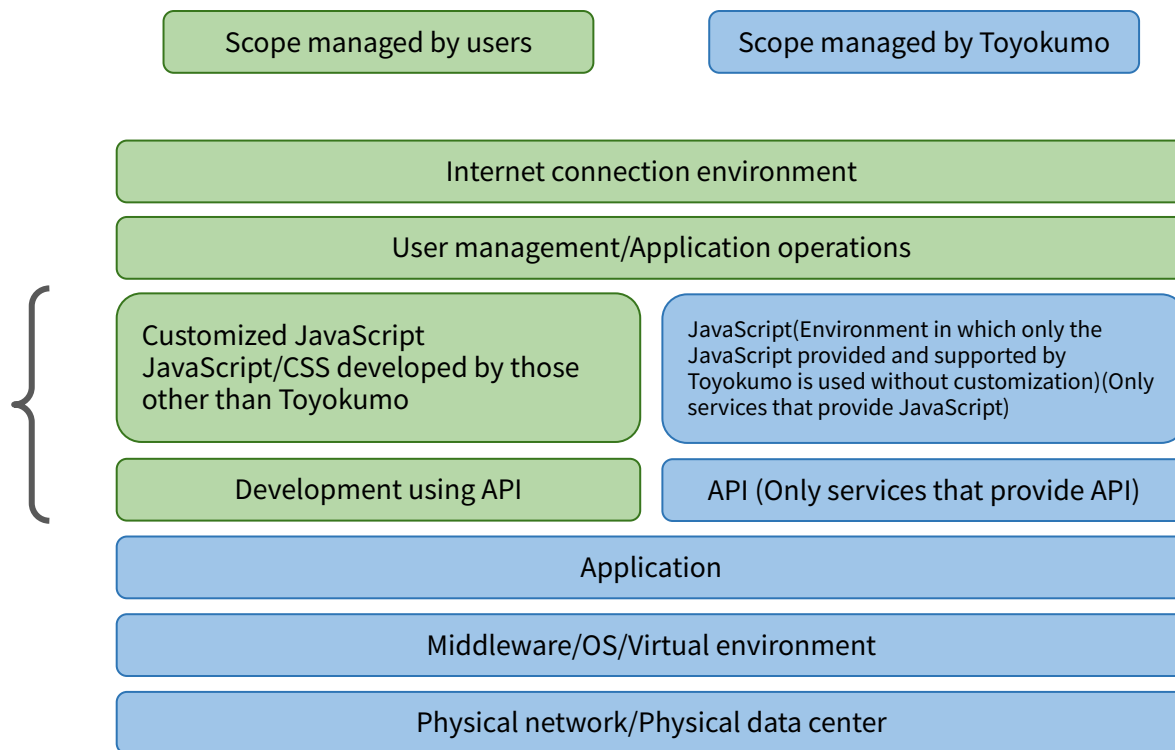 Scope managed by users
Scope managed by Toyokumo
Internet connection environment
User management/Application operations
Customized JavaScript
JavaScript/CSS developed by those
other than Toyokumo
JavaScript(Environment in which only the
JavaScript provided and supported by
Toyokumo is used without customization)(Only
services that provide JavaScript)
Development using API
API (Only services that provide API)
Application
Middleware/OS/Virtual environment
Physical network/Physical data center